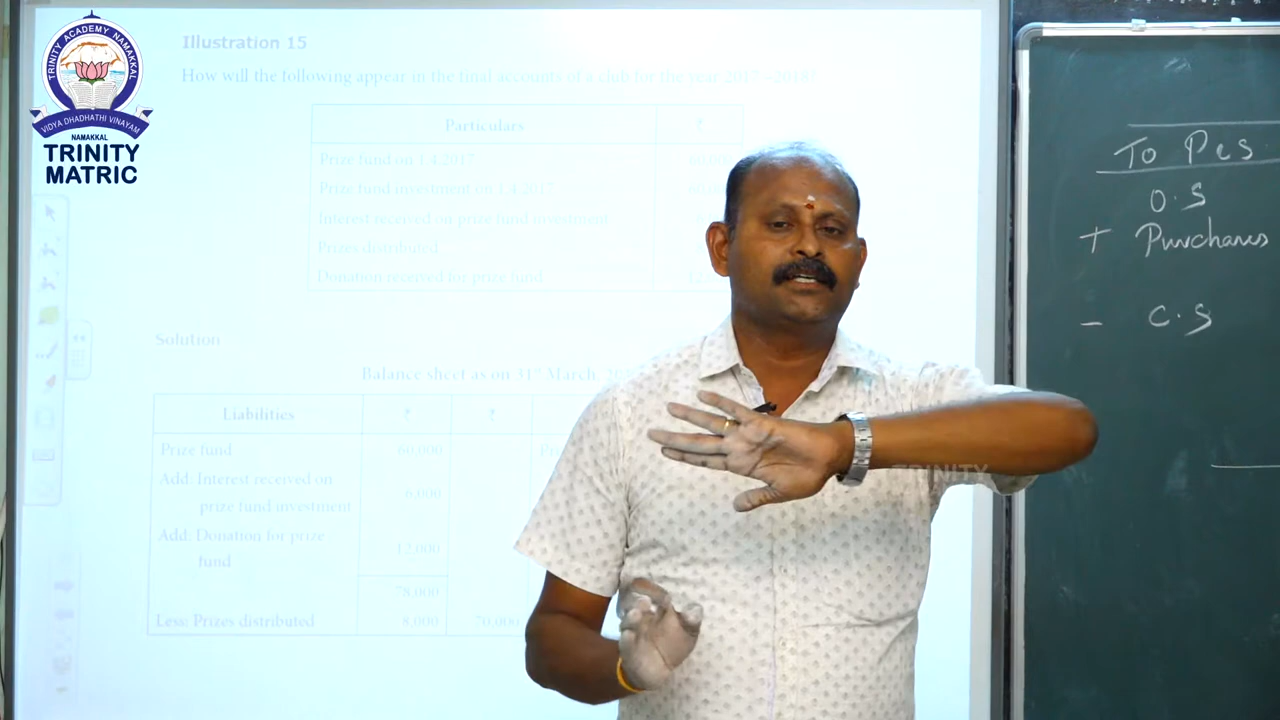 TRINITY ACADEMY NAMAKKAL
VIDYA DHADHATHI VINAYAM
NAMAKKAL
TRINITY
MATRIC
Illustration 15
How will the following appear in the final accounts of a club for the year 2017–2018?
Particulars ₹
Prize fund on 1.4.2017
Prize fund investment on 1.4.2017
Interest received on prize fund investment
Prizes distributed
Donation received for prize fund
Solution
Balance sheet as on 31st March,
Liabilities ₹ ₹
Prize fund 60,000
Add: Interest received on
prize fund investment 6,000
Add: Donation for prize
fund 12,000
78,000
Less: Prizes distributed 8,000 70,000
TRINITY
To Pcs
O.S
+ Purchases
- C.S